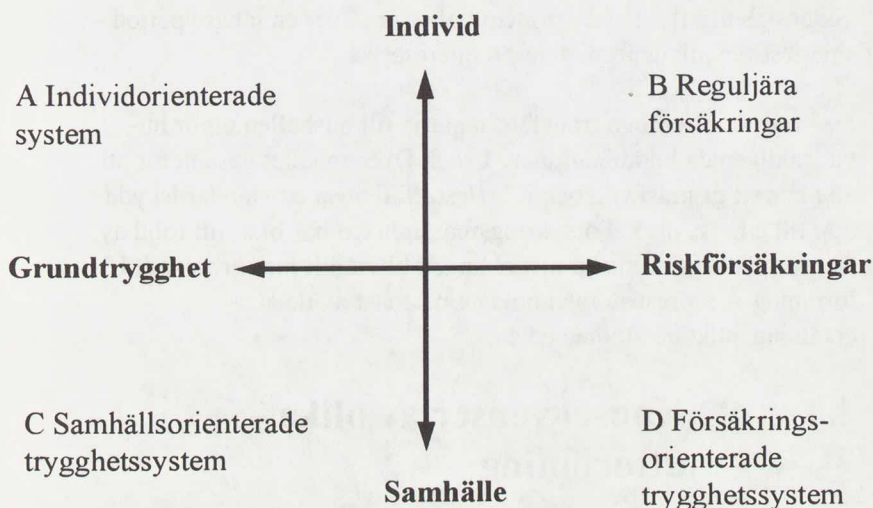 Individ
A Individorienterade
system
B Reguljära
försäkringar
Grundtrygghet
Riskförsäkringar
C Samhällsorienterade
trygghetssystem
D Försäkrings-
orienterade
trygghetssystem
Samhälle